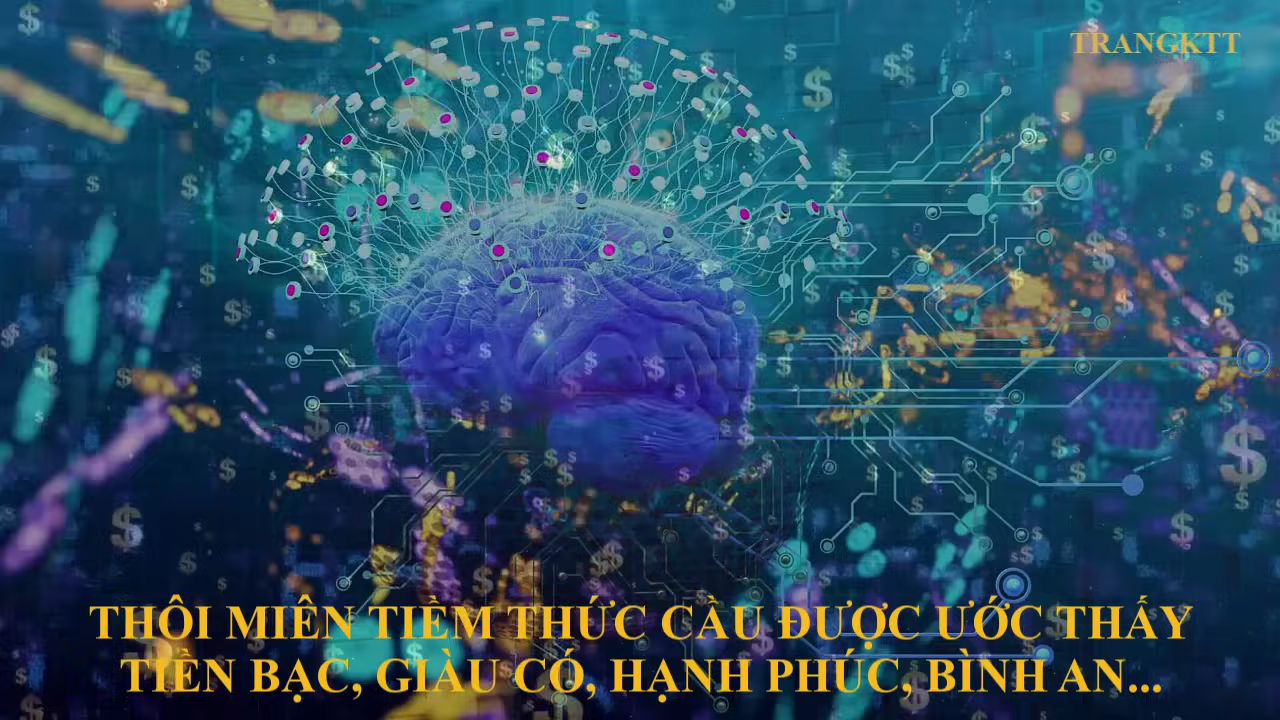 TRANGKTT
THÔI MIÊN TIỀM THỨC CẦU ĐƯỢC ƯỚC THẤY
TIỀN BẠC, GIÀU CÓ, HẠNH PHÚC, BÌNH AN...